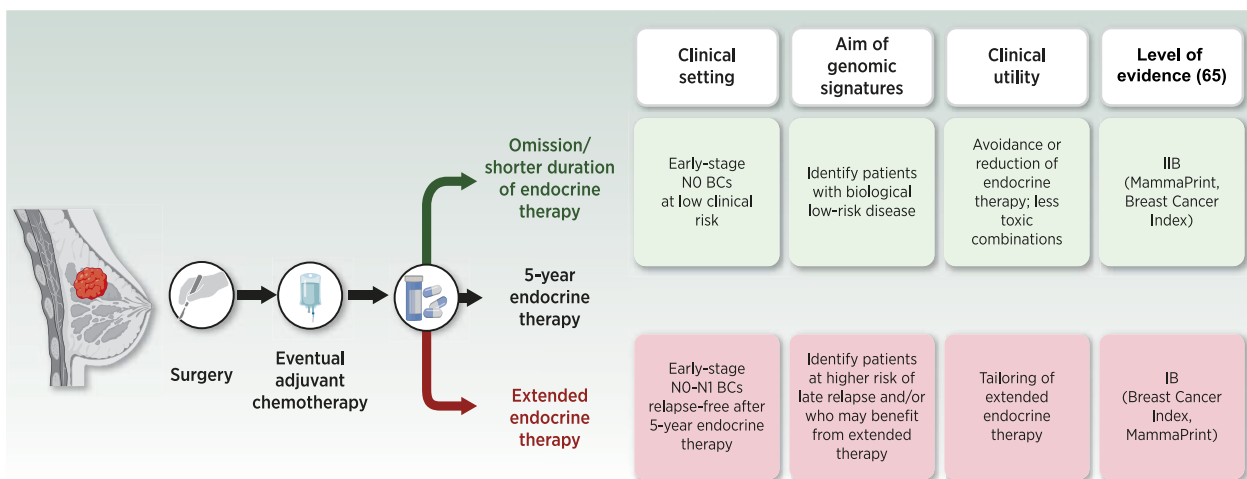 Clinical
setting
Aim of
genomic
signatures
Clinical
utility
Level of
evidence (65)
Omission/
shorter duration
of endocrine
therapy
Early-stage
N0 BCs
at low clinical
risk
Identify patients
with biological
low-risk disease
Avoidance or
reduction of
endocrine
therapy; less
toxic
combinations
IIB
(MammaPrint,
Breast Cancer
Index)
Surgery
Eventual
adjuvant
chemotherapy
5-year
endocrine
therapy
Extended
endocrine
therapy
Early-stage
N0-N1 BCs
relapse-free after
5-year endocrine
therapy
Identify patients
at higher risk of
late relapse and/or
who may benefit
from extended
therapy
Tailoring of
extended
endocrine
therapy
IB
(Breast Cancer
Index,
MammaPrint)